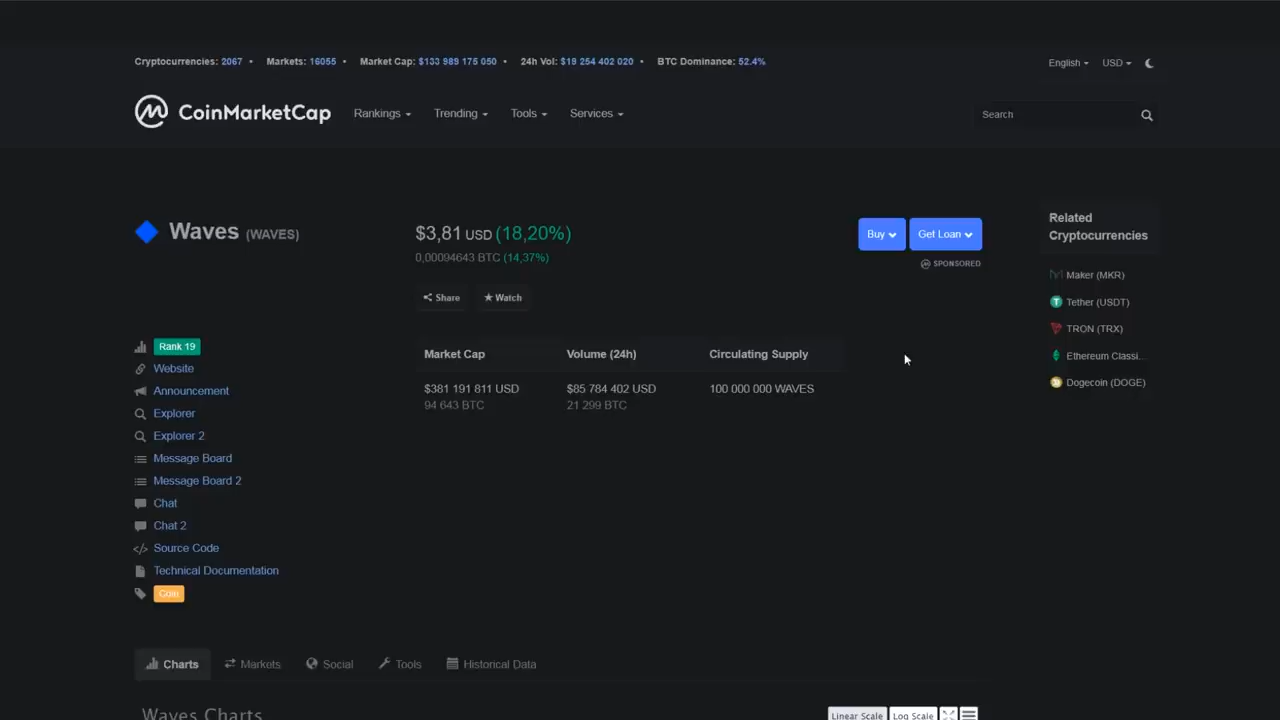 Cryptocurrencies: 2067 • Markets: 16055 • Market Cap: $133 989 175 050 • 24h Vol: $19 254 402 020 • BTC Dominance: 52.4%
English USD
CoinMarketCap Rankings Trending Tools Services
Search
Waves (WAVES)
$3,81 USD (18,20%)
0,00094643 BTC (14,37%)
Buy
Get Loan
SPONSORED
Share
Watch
Related
Cryptocurrencies
Maker (MKR)
Tether (USDT)
TRON (TRX)
Ethereum Classi...
Dogecoin (DOGE)
Rank 19
Website
Announcement
Explorer
Explorer 2
Message Board
Message Board 2
Chat
Chat 2
Source Code
Technical Documentation
Coin
Market Cap Volume (24h) Circulating Supply
$381 191 811 USD $85 784 402 USD 100 000 000 WAVES
94 643 BTC 21 299 BTC
Charts Markets Social Tools Historical Data
Waves Charts
Linear Scale Log Scale